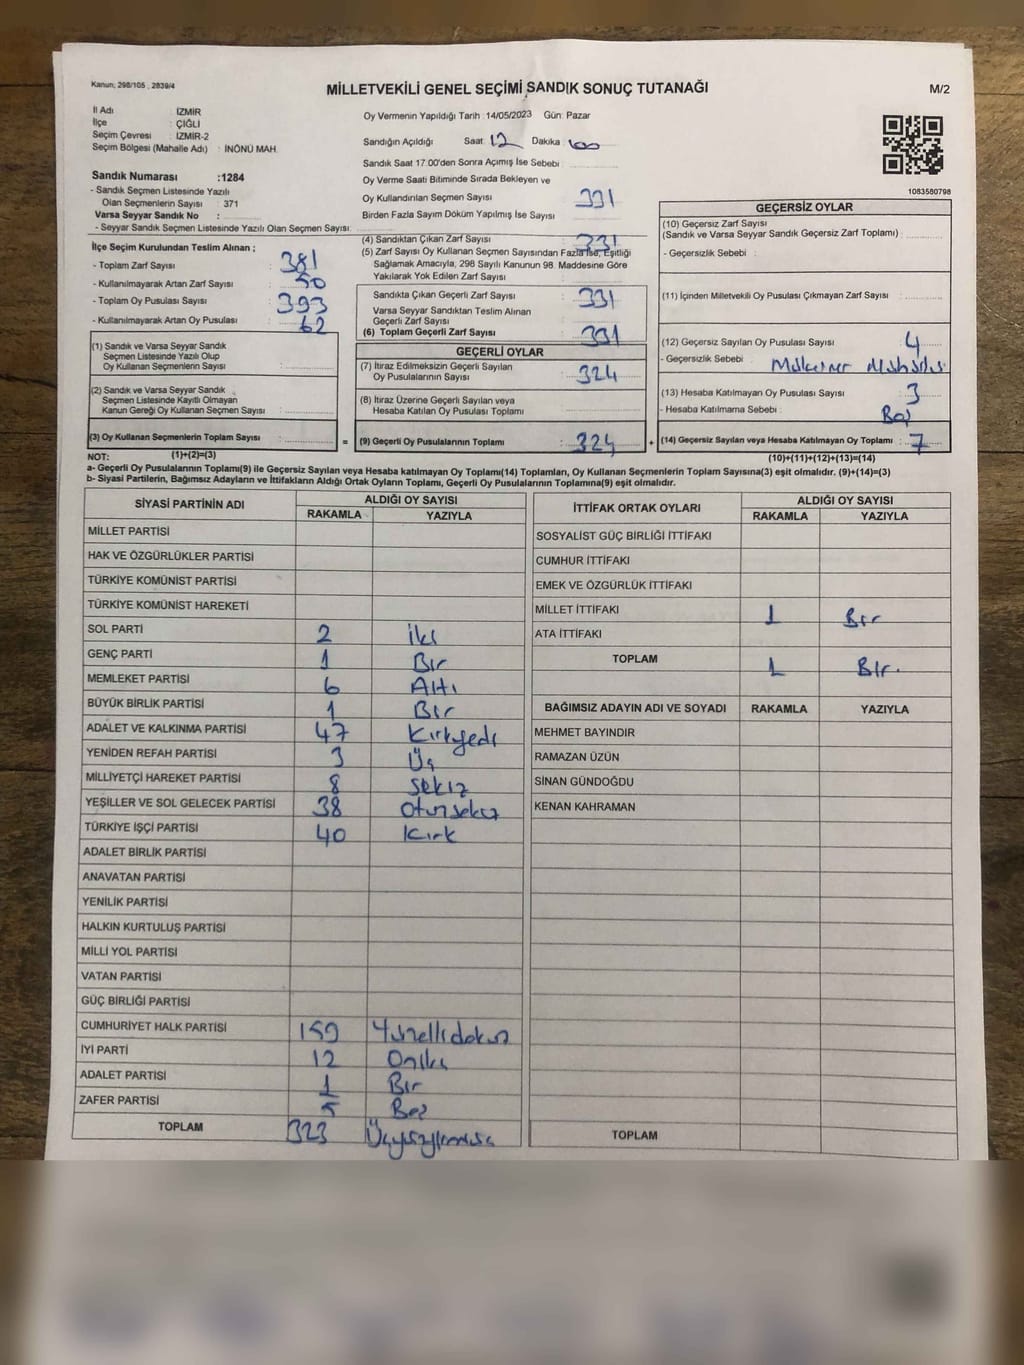 Kanun; 298/105 , 2839/4
MİLLETVEKİLİ GENEL SEÇİMİ SANDIK SONUÇ TUTANAĞI
M/2
İl Adı : İZMİR
İlçe : ÇİĞLİ
Seçim Çevresi : İZMİR-2
Seçim Bölgesi (Mahalle Adı) : İNÖNÜ MAH.
Oy Vermenin Yapıldığı Tarih :14/05/2023 Gün: Pazar
Sandığın Açıldığı Saat: 12 Dakika: 00
Sandık Saat 17:00'den Sonra Açımış İse Sebebi :
Oy Verme Saati Bitiminde Sırada Bekleyen ve
Oy Kullandırılan Seçmen Sayısı : 331
Birden Fazla Sayım Döküm Yapılmış İse Sayısı :
Sandık Numarası :1284
- Sandık Seçmen Listesinde Yazılı
Olan Seçmenlerin Sayısı : 371
Varsa Seyyar Sandık No :
- Seyyar Sandık Seçmen Listesinde Yazılı Olan Seçmen Sayısı:
İlçe Seçim Kurulundan Teslim Alınan ;
- Toplam Zarf Sayısı : 381
- Kullanılmayarak Artan Zarf Sayısı : 50
- Toplam Oy Pusulası Sayısı : 393
- Kullanılmayarak Artan Oy Pusulası : 62
(1) Sandık ve Varsa Seyyar Sandık
Seçmen Listesinde Yazılı Olup
Oy Kullanan Seçmenlerin Sayısı :
(2) Sandık ve Varsa Seyyar Sandık
Seçmen Listesinde Kayıtlı Olmayan
Kanun Gereği Oy Kullanan Seçmen Sayısı :
(3) Oy Kullanan Seçmenlerin Toplam Sayısı :
(4) Sandıktan Çıkan Zarf Sayısı : 331
(5) Zarf Sayısı Oy Kullanan Seçmen Sayısından Fazla İse, Eşitliği
Sağlamak Amacıyla, 298 Sayılı Kanunun 98. Maddesine Göre
Yakılarak Yok Edilen Zarf Sayısı :
Sandıkta Çıkan Geçerli Zarf Sayısı : 331
Varsa Seyyar Sandıktan Teslim Alınan
Geçerli Zarf Sayısı :
(6) Toplam Geçerli Zarf Sayısı : 331
GEÇERLİ OYLAR
(7) İtiraz Edilmeksizin Geçerli Sayılan
Oy Pusulalarının Sayısı : 324
(8) İtiraz Üzerine Geçerli Sayılan veya
Hesaba Katılan Oy Pusulası Toplamı :
= (9) Geçerli Oy Pusulalarının Toplamı : 324
1083580798
GEÇERSİZ OYLAR
(10) Geçersiz Zarf Sayısı
(Sandık ve Varsa Seyyar Sandık Geçersiz Zarf Toplamı) :
- Geçersizlik Sebebi :
(11) İçinden Milletvekili Oy Pusulası Çıkmayan Zarf Sayısı :
(12) Geçersiz Sayılan Oy Pusulası Sayısı : 4
- Geçersizlik Sebebi :
(13) Hesaba Katılmayan Oy Pusulası Sayısı : 3
- Hesaba Katılmama Sebebi : Boş
+ (14) Geçersiz Sayılan veya Hesaba Katılmayan Oy Toplamı : 7
NOT: (1)+(2)=(3)
(10)+(11)+(12)+(13)=(14)
a- Geçerli Oy Pusulalarının Toplamı(9) ile Geçersiz Sayılan veya Hesaba katılmayan Oy Toplamı(14) Toplamları, Oy Kullanan Seçmenlerin Toplam Sayısına(3) eşit olmalıdır. (9)+(14)=(3)
b- Siyasi Partilerin, Bağımsız Adayların ve İttifakların Aldığı Ortak Oyların Toplamı, Geçerli Oy Pusulalarının Toplamına(9) eşit olmalıdır.
SİYASİ PARTİNİN ADI ALDIĞI OY SAYISI
RAKAMLA YAZIYLA
MİLLET PARTİSİ
HAK VE ÖZGÜRLÜKLER PARTİSİ
TÜRKİYE KOMÜNİST PARTİSİ
TÜRKİYE KOMÜNİST HAREKETİ
SOL PARTİ 2 iki
GENÇ PARTİ 1 Bir
MEMLEKET PARTİSİ 6 Altı
BÜYÜK BİRLİK PARTİSİ 1 Bir
ADALET VE KALKINMA PARTİSİ 47 Kırkyedi
YENİDEN REFAH PARTİSİ 3 Üç
MİLLİYETÇİ HAREKET PARTİSİ 8 sekiz
YEŞİLLER VE SOL GELECEK PARTİSİ 38 Otuzsekiz
TÜRKİYE İŞÇİ PARTİSİ 40 Kırk
ADALET BİRLİK PARTİSİ
ANAVATAN PARTİSİ
YENİLİK PARTİSİ
HALKIN KURTULUŞ PARTİSİ
MİLLİ YOL PARTİSİ
VATAN PARTİSİ
GÜÇ BİRLİĞİ PARTİSİ
CUMHURİYET HALK PARTİSİ 159 Yüzellidokuz
İYİ PARTİ 12 Oniki
ADALET PARTİSİ 1 Bir
ZAFER PARTİSİ 5 Beş
TOPLAM 323
İTTİFAK ORTAK OYLARI ALDIĞI OY SAYISI
RAKAMLA YAZIYLA
SOSYALİST GÜÇ BİRLİĞİ İTTİFAKI
CUMHUR İTTİFAKI
EMEK VE ÖZGÜRLÜK İTTİFAKI
MİLLET İTTİFAKI 1 Bir
ATA İTTİFAKI
TOPLAM 1 Bir.
BAĞIMSIZ ADAYIN ADI VE SOYADI RAKAMLA YAZIYLA
MEHMET BAYINDIR
RAMAZAN ÜZÜN
SİNAN GÜNDOĞDU
KENAN KAHRAMAN
TOPLAM